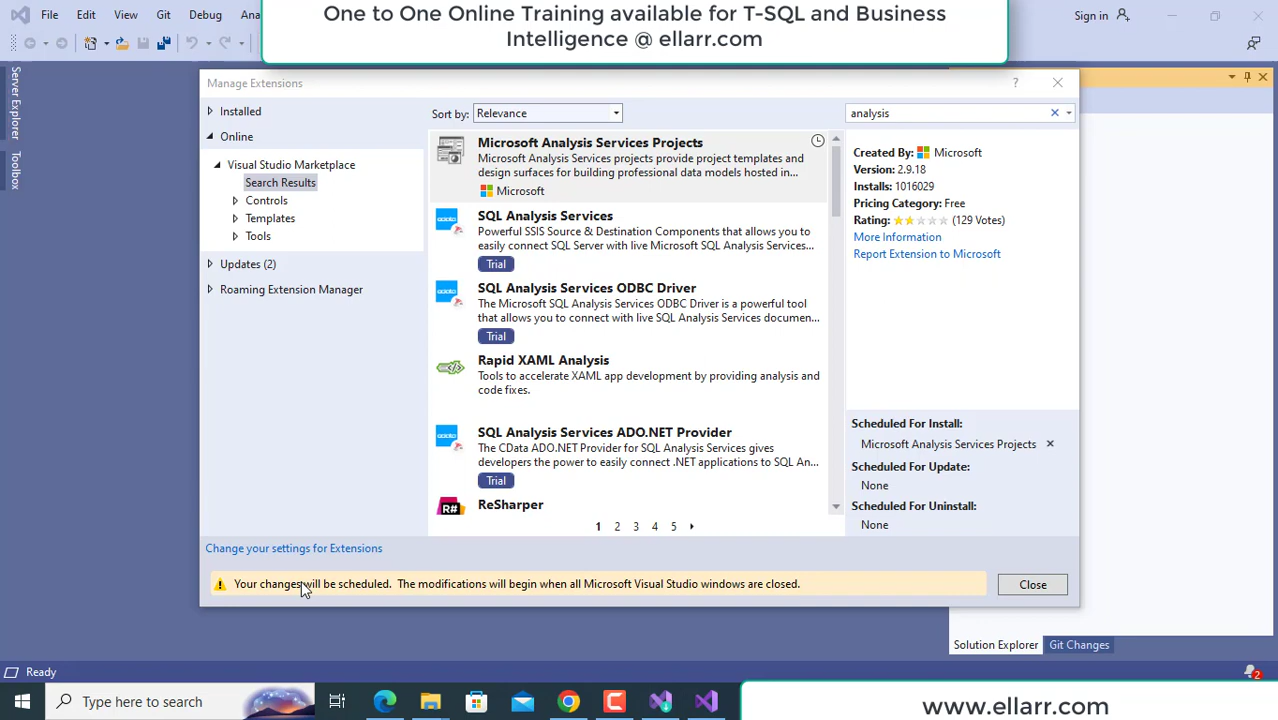 One to One Online Training available for T-SQL and Business
Intelligence @ ellarr.com
File Edit View Git Debug Ana
Sign in
Server Explorer
Toolbox
Manage Extensions
?
Installed
Online
Visual Studio Marketplace
Search Results
Controls
Templates
Tools
Updates (2)
Roaming Extension Manager
Sort by: Relevance
analysis
Microsoft Analysis Services Projects
Microsoft Analysis Services projects provide project templates and
design surfaces for building professional data models hosted in...
Microsoft
SQL Analysis Services
Powerful SSIS Source & Destination Components that allows you to
easily connect SQL Server with live Microsoft SQL Analysis Services...
Trial
SQL Analysis Services ODBC Driver
The Microsoft SQL Analysis Services ODBC Driver is a powerful tool
that allows you to connect with live SQL Analysis Services documen...
Trial
Rapid XAML Analysis
Tools to accelerate XAML app development by providing analysis and
code fixes.
SQL Analysis Services ADO.NET Provider
The CData ADO.NET Provider for SQL Analysis Services gives
developers the power to easily connect .NET applications to SQL An...
Trial
R#
ReSharper
1 2 3 4 5
Created By: Microsoft
Version: 2.9.18
Installs: 1016029
Pricing Category: Free
Rating: (129 Votes)
More Information
Report Extension to Microsoft
Scheduled For Install:
Microsoft Analysis Services Projects
Scheduled For Update:
None
Scheduled For Uninstall:
None
Change your settings for Extensions
Your changes will be scheduled. The modifications will begin when all Microsoft Visual Studio windows are closed.
Close
Solution Explorer Git Changes
Ready
2
Type here to search
www.ellarr.com